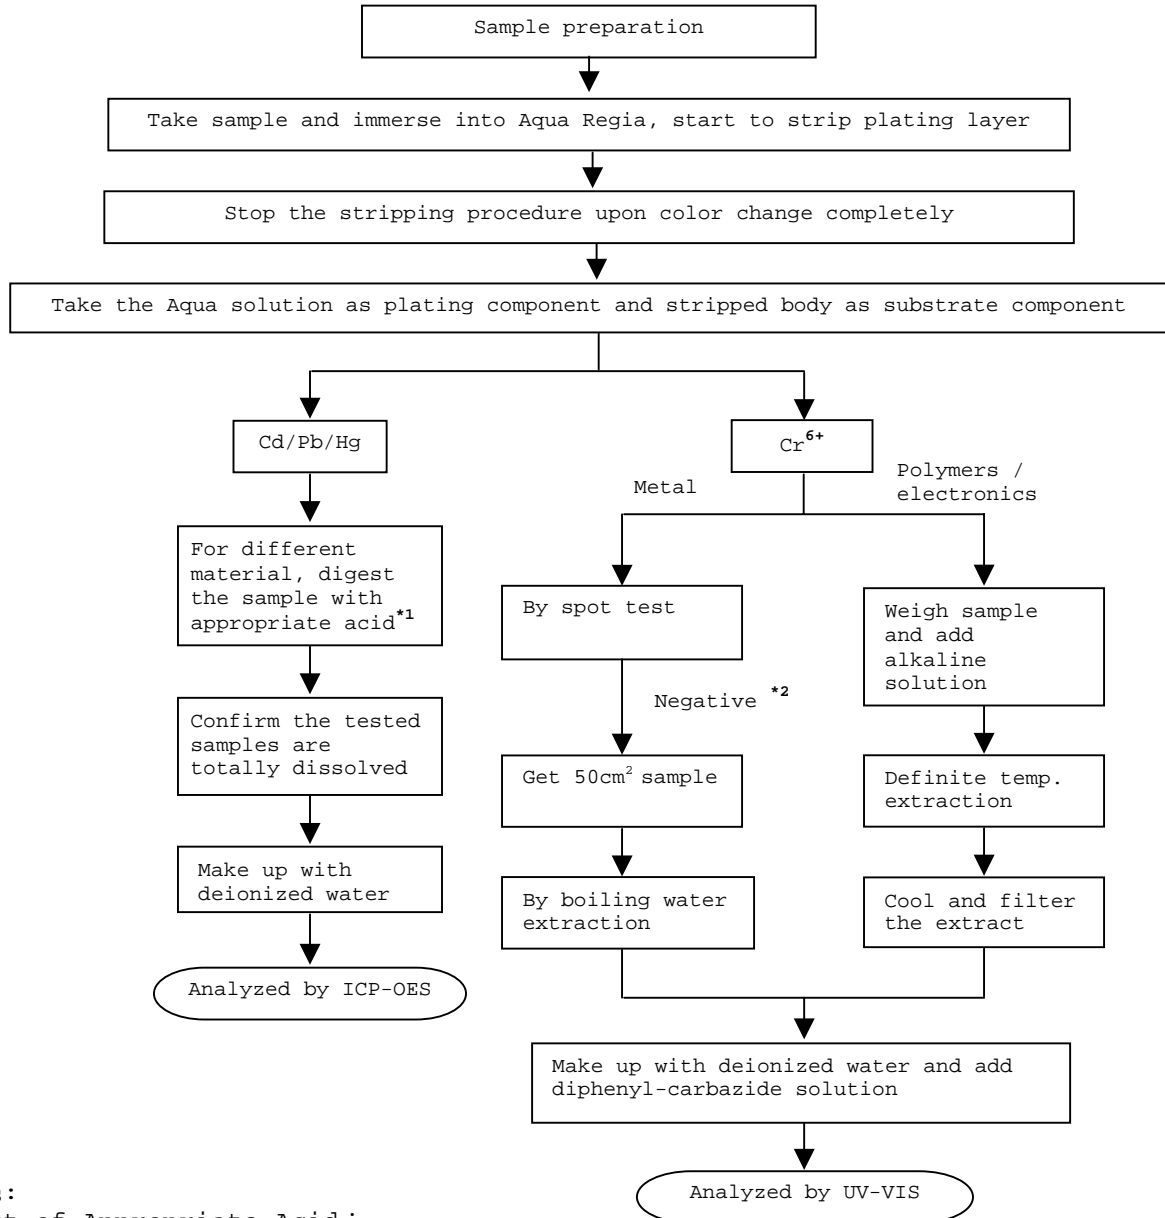 Sample preparation
Take sample and immerse into Aqua Regia, start to strip plating layer
Stop the stripping procedure upon color change completely
Take the Aqua solution as plating component and stripped body as substrate component
Cd/Pb/Hg
For different
material, digest
the sample with
appropriate acid*1
Confirm the tested
samples are
totally dissolved
Make up with
deionized water
Analyzed by ICP-OES
Cr6+
Metal
By spot test
Negative *2
Get 50cm² sample
By boiling water
extraction
Polymers /
electronics
Weigh sample
and add
alkaline
solution
Definite temp.
extraction
Cool and filter
the extract
Make up with deionized water and add
diphenyl-carbazide solution
Analyzed by UV-VIS